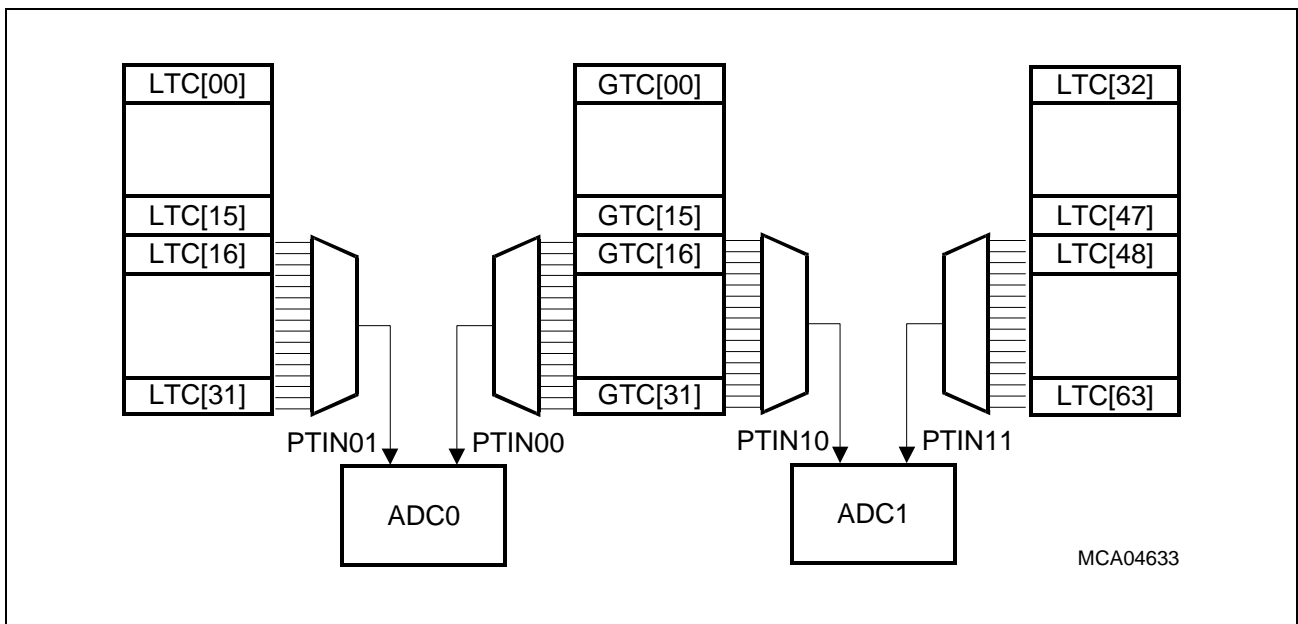 LTC[00]
GTC[00]
LTC[32]
LTC[15]
GTC[15]
LTC[47]
LTC[16]
GTC[16]
LTC[48]
LTC[31]
GTC[31]
LTC[63]
PTIN01
PTIN00
PTIN10
PTIN11
ADC0
ADC1
MCA04633